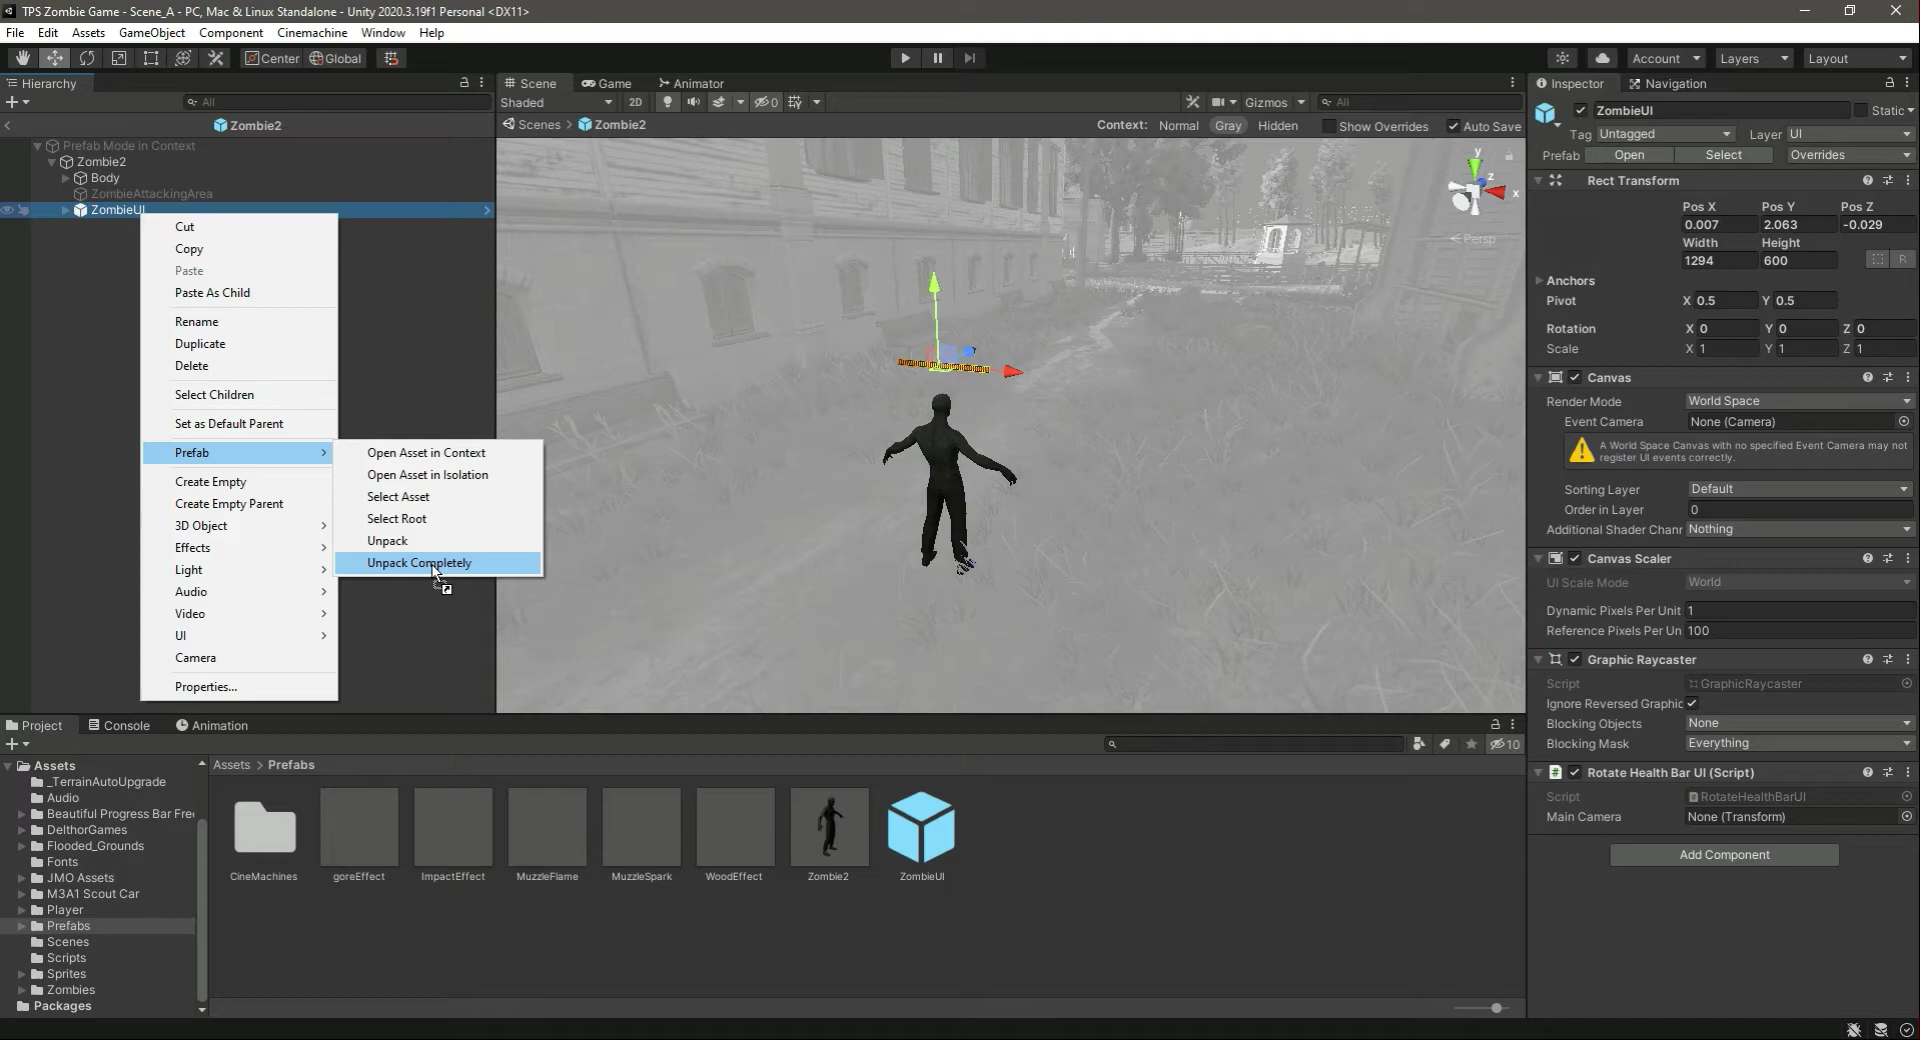 TPS Zombie Game - Scene_A - PC, Mac & Linux Standalone - Unity 2020.3.19f1 Personal <DX11>
File Edit Assets GameObject Component Cinemachine Window Help
Center Global Account Layers Layout
Hierarchy
All
Zombie2
Prefab Mode in Context
Zombie2
Body
ZombieAttackingArea
ZombieUI
Cut
Copy
Paste
Paste As Child
Rename
Duplicate
Delete
Select Children
Set as Default Parent
Prefab
Create Empty
Create Empty Parent
3D Object
Effects
Light
Audio
Video
UI
Camera
Properties...
Open Asset in Context
Open Asset in Isolation
Select Asset
Select Root
Unpack
Unpack Completely
Scene Game Animator
Shaded 2D 0 Gizmos All
Scenes > Zombie2 Context: Normal Gray Hidden Show Overrides Auto Save
y
z
x
< Persp
Inspector Navigation
ZombieUI Static
Tag Untagged Layer UI
Prefab Open Select Overrides
Rect Transform
Pos X Pos Y Pos Z
0.007 2.063 -0.029
Width Height
1294 600 R
Anchors
Pivot X 0.5 Y 0.5
Rotation X 0 Y 0 Z 0
Scale X 1 Y 1 Z 1
Canvas
Render Mode World Space
Event Camera None (Camera)
A World Space Canvas with no specified Event Camera may not
register UI events correctly.
Sorting Layer Default
Order in Layer 0
Additional Shader Chanr Nothing
Canvas Scaler
UI Scale Mode World
Dynamic Pixels Per Unit 1
Reference Pixels Per Un 100
Graphic Raycaster
Script GraphicRaycaster
Ignore Reversed Graphic
Blocking Objects None
Blocking Mask Everything
Rotate Health Bar UI (Script)
Script RotateHealthBarUI
Main Camera None (Transform)
Add Component
Project Console Animation
10
Assets
_TerrainAutoUpgrade
Audio
Beautiful Progress Bar Free
DelthorGames
Flooded_Grounds
Fonts
JMO Assets
M3A1 Scout Car
Player
Prefabs
Scenes
Scripts
Sprites
Zombies
Packages
Assets > Prefabs
CineMachines goreEffect ImpactEffect MuzzleFlame MuzzleSpark WoodEffect Zombie2 ZombieUI